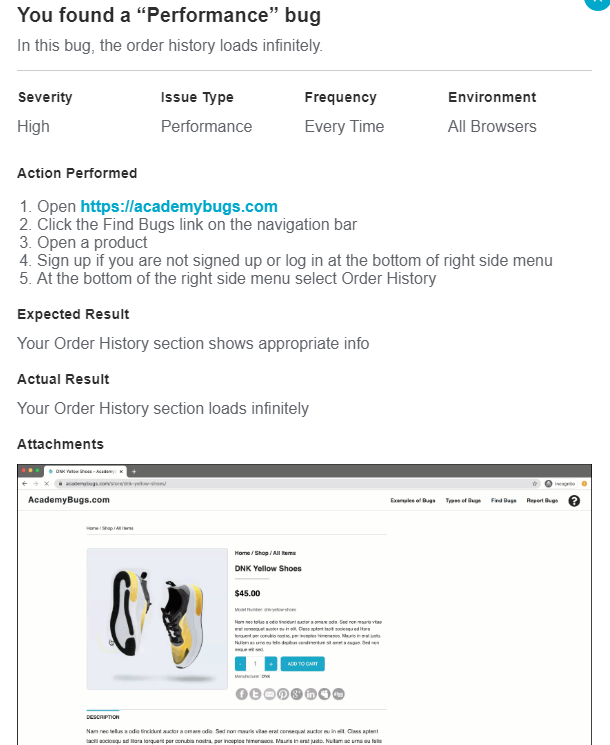 You found a “Performance” bug
In this bug, the order history loads infinitely.
Severity Issue Type Frequency Environment
High Performance Every Time All Browsers
Action Performed
1. Open https://academybugs.com
2. Click the Find Bugs link on the navigation bar
3. Open a product
4. Sign up if you are not signed up or log in at the bottom of right side menu
5. At the bottom of the right side menu select Order History
Expected Result
Your Order History section shows appropriate info
Actual Result
Your Order History section loads infinitely
Attachments
DNK Yellow Shoes – Academy
academybugs.com/store/dnk-yellow-shoes/
Incognito
AcademyBugs.com Examples of Bugs Types of Bugs Find Bugs Report Bugs ?
Home / Shop / All Items
Home / Shop / All Items
DNK Yellow Shoes
$45.00
Model Number: dnk-yellow-shoes
Nam nec tellus a odio tincidunt auctor a ornare odio. Sed non mauris vitae
erat consequat auctor eu in elit. Class aptent taciti sociosqu ad litora
torquent per conubia nostra, per inceptos himenaeos. Mauris in erat justo.
Nullam ac urna eu felis dapibus condimentum sit amet a augue. Sed non
neque elit sed.
- 1 + ADD TO CART
Manufacturer: DNK
DESCRIPTION
Nam nec tellus a odio tincidunt auctor a ornare odio. Sed non mauris vitae erat consequat auctor eu in elit. Class aptent
taciti sociosqu ad litora torquent per conubia nostra, per inceptos himenaeos. Mauris in erat justo. Nullam ac urna eu felis